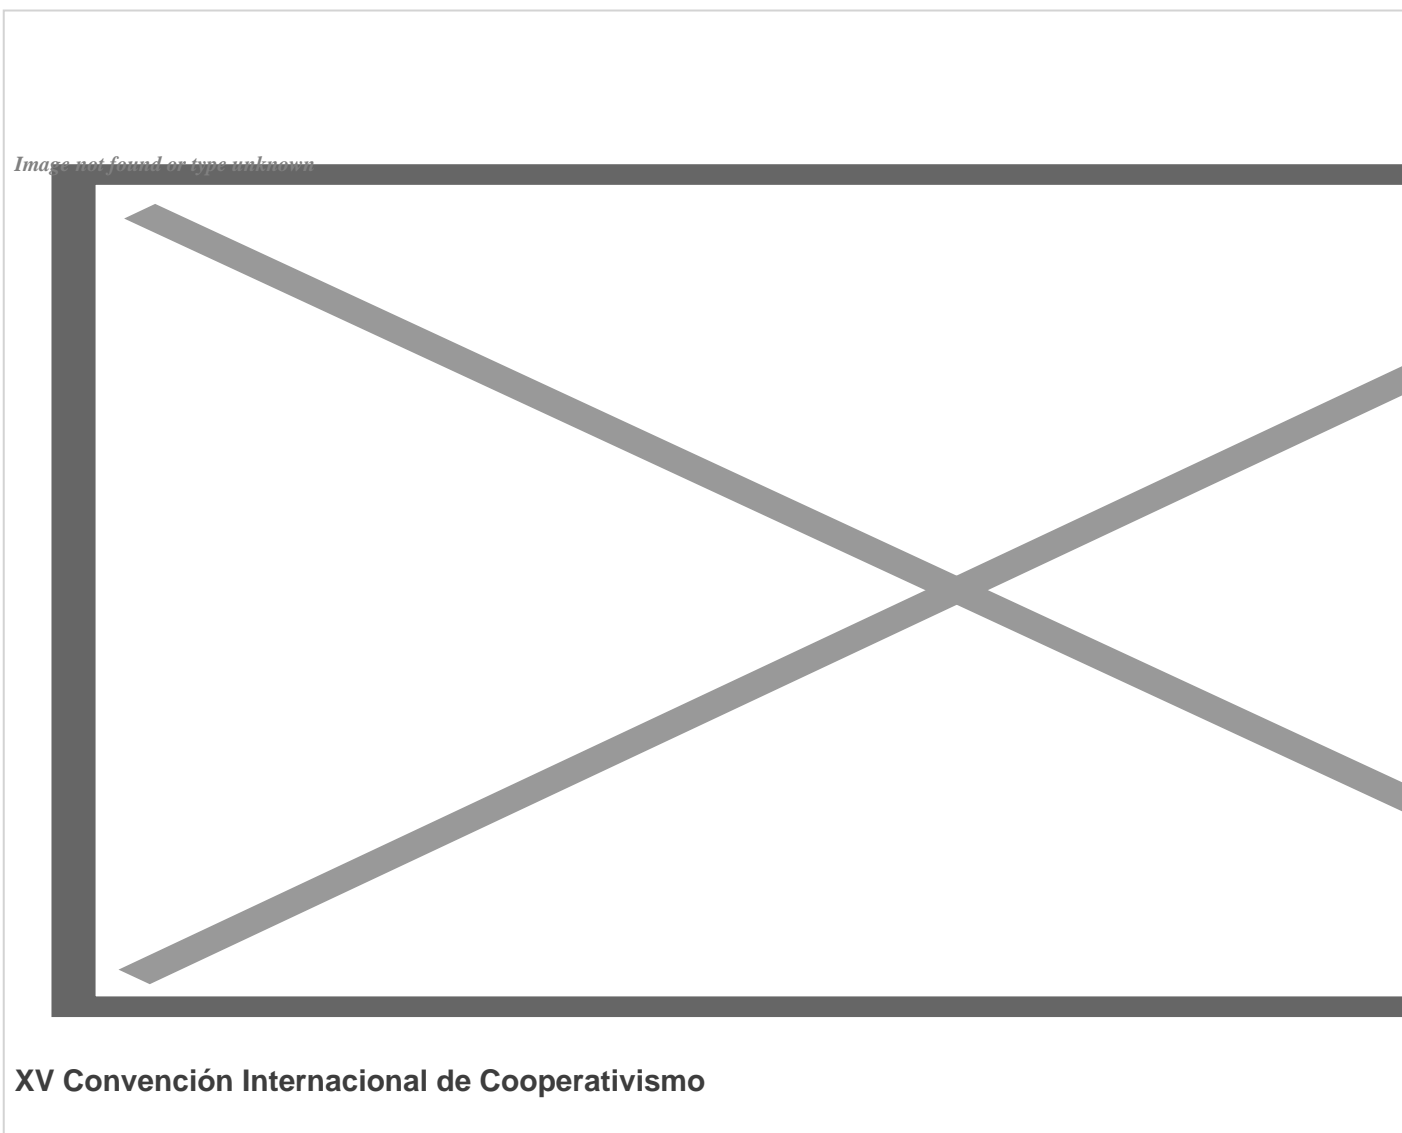 Image not found or type unknown
XV Convención Internacional de Cooperativismo